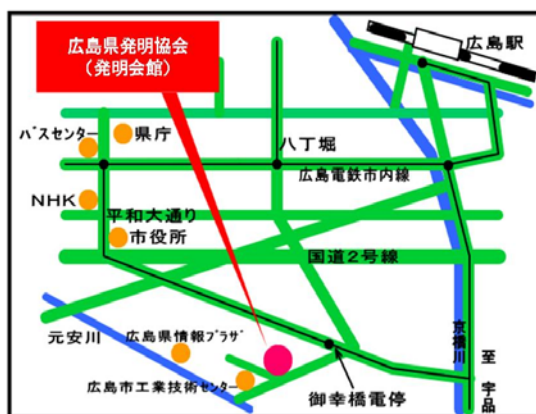 広島県発明協会
(発明会館)
広島駅
バスセンター
県庁
八丁堀
広島電鉄市内線
NHK
平和大通り
市役所
国道２号線
元安川
広島県情報プラザ
広島市工業技術センター
御幸橋電停
京橋川
至 宇品